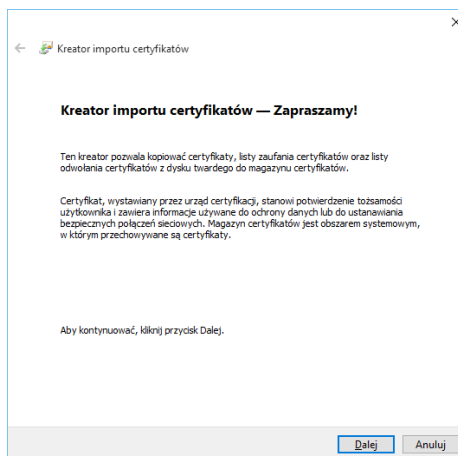 Kreator importu certyfikatów
Kreator importu certyfikatów — Zapraszamy!
Ten kreator pozwala kopiować certyfikaty, listy zaufania certyfikatów oraz listy
odwołania certyfikatów z dysku twardego do magazynu certyfikatów.
Certyfikat, wystawiany przez urząd certyfikacji, stanowi potwierdzenie tożsamości
użytkownika i zawiera informacje używane do ochrony danych lub do ustanawiania
bezpiecznych połączeń sieciowych. Magazyn certyfikatów jest obszarem systemowym,
w którym przechowywane są certyfikaty.
Aby kontynuować, kliknij przycisk Dalej.
Dalej Anuluj